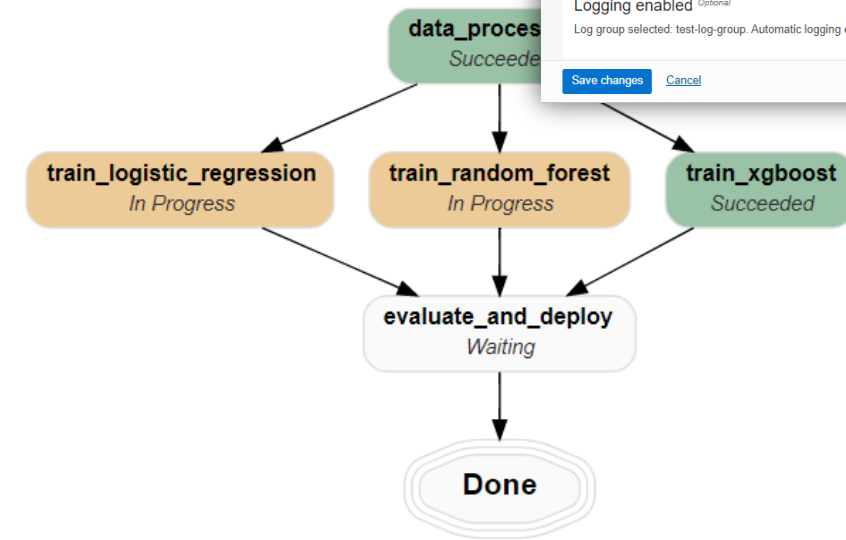 Logging enabled Optional
Log group selected: test-log-group. Automatic logging
Save changes Cancel
data_proces
Succeede
train_logistic_regression
In Progress
train_random_forest
In Progress
train_xgboost
Succeeded
evaluate_and_deploy
Waiting
Done